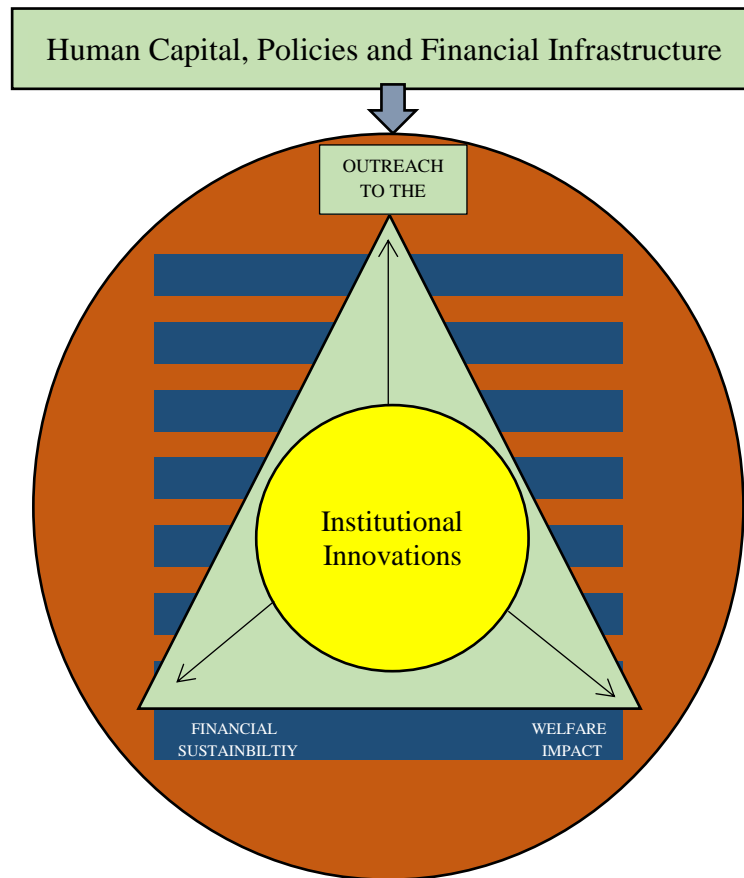 Human Capital, Policies and Financial Infrastructure
OUTREACH
TO THE
Institutional
Innovations
FINANCIAL
SUSTAINBILTIY
WELFARE
IMPACT